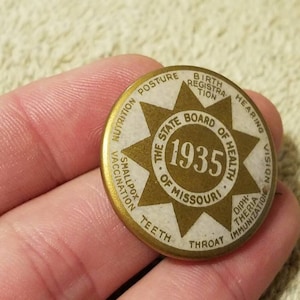 BIRTH
REGISTRA-
TION
HEARING
VISION
DIPH-
THERIA
IMMUNIZATION
THROAT
TEETH
SMALLPOX
VACCINATION
NUTRITION
POSTURE
THE STATE BOARD OF HEALTH
OF MISSOURI
1935